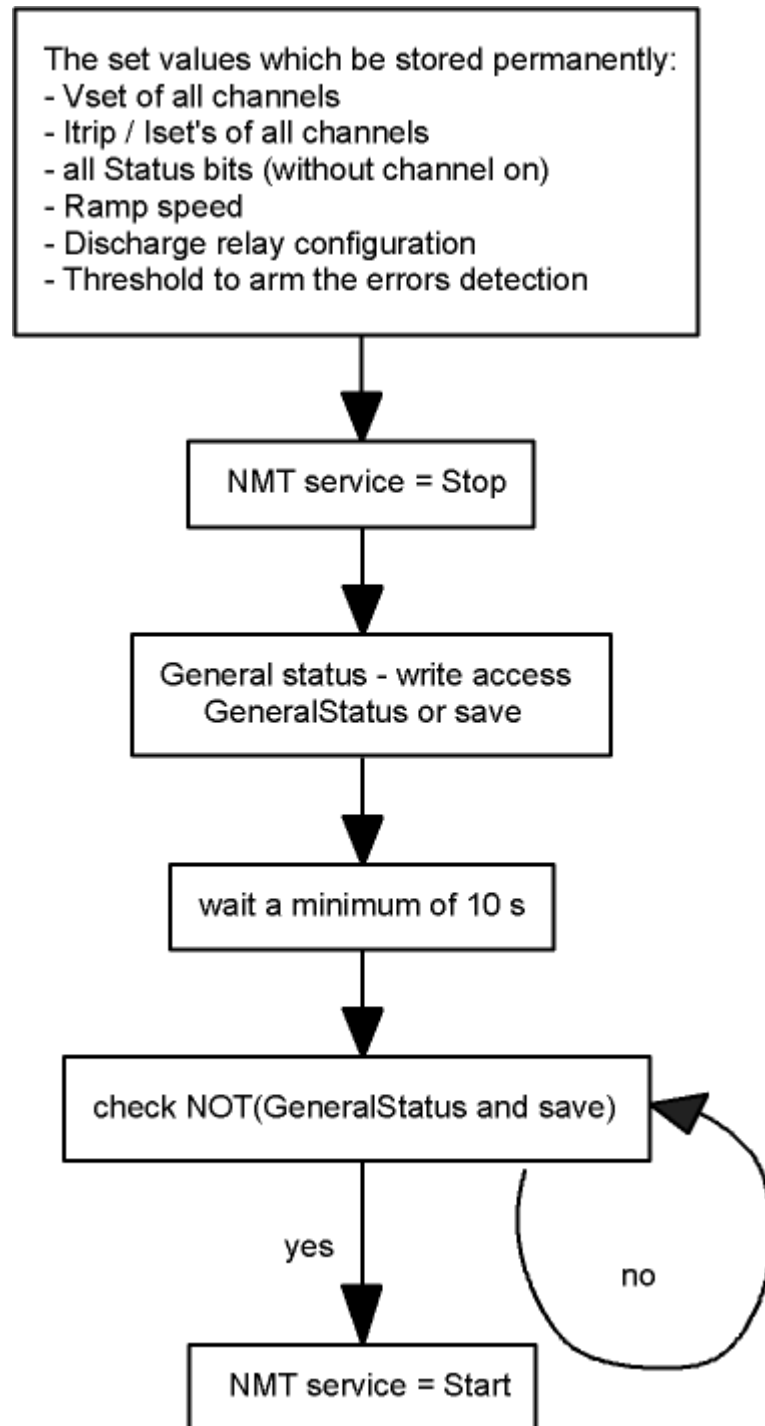 The set values which be stored permanently:
- Vset of all channels
- Itrip / Iset's of all channels
- all Status bits (without channel on)
- Ramp speed
- Discharge relay configuration
- Threshold to arm the errors detection
NMT service = Stop
General status - write access
GeneralStatus or save
wait a minimum of 10 s
check NOT(GeneralStatus and save)
yes
no
NMT service = Start